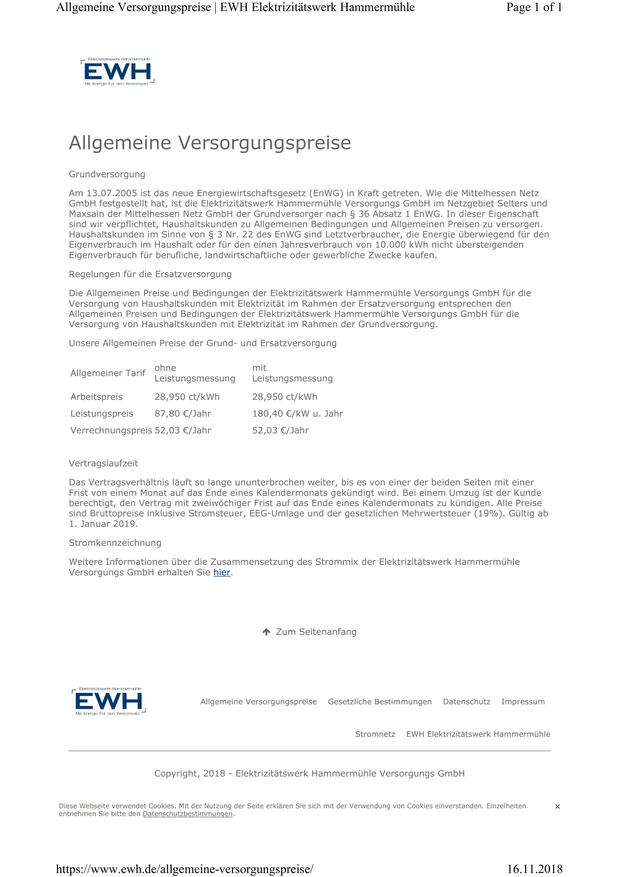 Allgemeine Versorgungspreise | EWH Elektrizitätswerk Hammermühle Page 1 of 1
Elektrizitätswerk Hammermühle
EWH
Mit Energie für den Westerwald
Allgemeine Versorgungspreise
Grundversorgung
Am 13.07.2005 ist das neue Energiewirtschaftsgesetz (EnWG) in Kraft getreten. Wie die Mittelhessen Netz
GmbH festgestellt hat, ist die Elektrizitätswerk Hammermühle Versorgungs GmbH im Netzgebiet Selters und
Maxsain der Mittelhessen Netz GmbH der Grundversorger nach § 36 Absatz 1 EnWG. In dieser Eigenschaft
sind wir verpflichtet, Haushaltskunden zu Allgemeinen Bedingungen und Allgemeinen Preisen zu versorgen.
Haushaltskunden im Sinne von § 3 Nr. 22 des EnWG sind Letztverbraucher, die Energie überwiegend für den
Eigenverbrauch im Haushalt oder für den einen Jahresverbrauch von 10.000 kWh nicht übersteigenden
Eigenverbrauch für berufliche, landwirtschaftliche oder gewerbliche Zwecke kaufen.
Regelungen für die Ersatzversorgung
Die Allgemeinen Preise und Bedingungen der Elektrizitätswerk Hammermühle Versorgungs GmbH für die
Versorgung von Haushaltskunden mit Elektrizität im Rahmen der Ersatzversorgung entsprechen den
Allgemeinen Preisen und Bedingungen der Elektrizitätswerk Hammermühle Versorgungs GmbH für die
Versorgung von Haushaltskunden mit Elektrizität im Rahmen der Grundversorgung.
Unsere Allgemeinen Preise der Grund- und Ersatzversorgung
Allgemeiner Tarif ohne Leistungsmessung mit Leistungsmessung
Arbeitspreis 28,950 ct/kWh 28,950 ct/kWh
Leistungspreis 87,80 €/Jahr 180,40 €/kW u. Jahr
Verrechnungspreis 52,03 €/Jahr 52,03 €/Jahr
Vertragslaufzeit
Das Vertragsverhältnis läuft so lange ununterbrochen weiter, bis es von einer der beiden Seiten mit einer
Frist von einem Monat auf das Ende eines Kalendermonats gekündigt wird. Bei einem Umzug ist der Kunde
berechtigt, den Vertrag mit zweiwöchiger Frist auf das Ende eines Kalendermonats zu kündigen. Alle Preise
sind Bruttopreise inklusive Stromsteuer, EEG-Umlage und der gesetzlichen Mehrwertsteuer (19%). Gültig ab
1. Januar 2019.
Stromkennzeichnung
Weitere Informationen über die Zusammensetzung des Strommix der Elektrizitätswerk Hammermühle
Versorgungs GmbH erhalten Sie hier.
Zum Seitenanfang
Elektrizitätswerk Hammermühle
EWH
Mit Energie für den Westerwald
Allgemeine Versorgungspreise Gesetzliche Bestimmungen Datenschutz Impressum
Stromnetz EWH Elektrizitätswerk Hammermühle
Copyright, 2018 - Elektrizitätswerk Hammermühle Versorgungs GmbH
Diese Webseite verwendet Cookies. Mit der Nutzung der Seite erklären Sie sich mit der Verwendung von Cookies einverstanden. Einzelheiten ×
entnehmen Sie bitte den Datenschutzbestimmungen.
https://www.ewh.de/allgemeine-versorgungspreise/ 16.11.2018